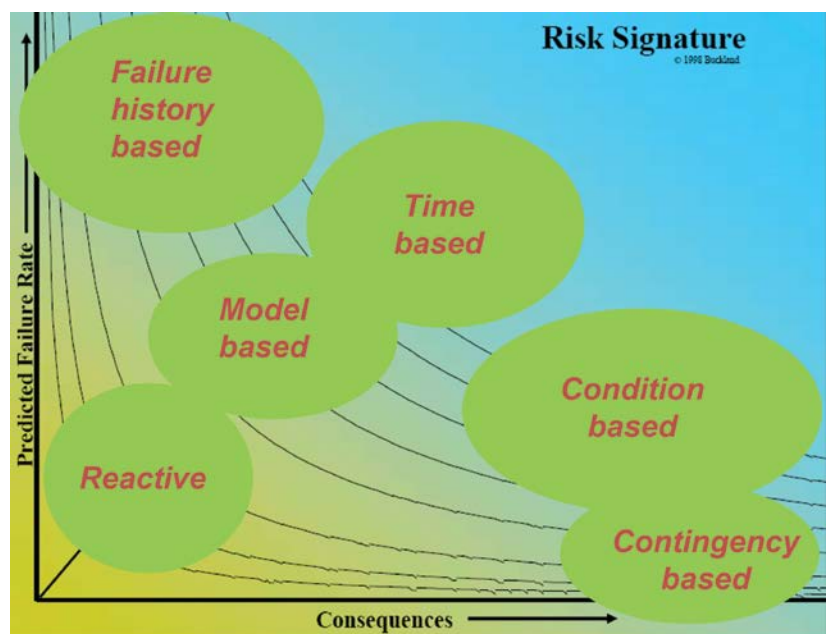 Risk Signature
© 1998 Buckland
Failure
history
based
Time
based
Model
based
Condition
based
Reactive
Contingency
based
Predicted Failure Rate
Consequences